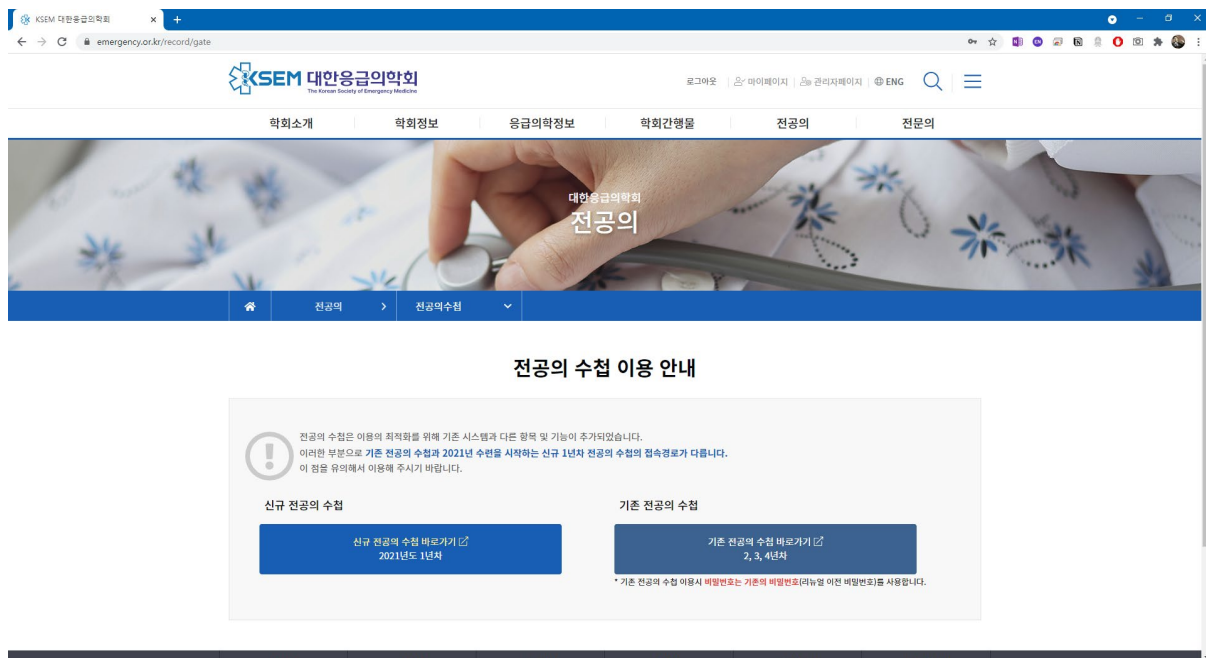 KSEM 대한응급의학회
emergency.or.kr/record/gate
KSEM 대한응급의학회
The Korean Society of Emergency Medicine
로그아웃 마이페이지 관리자페이지 ENG
학회소개 학회정보 응급의학정보 학회간행물 전공의 전문의
대한응급의학회
전공의
전공의 > 전공의수첩
전공의 수첩 이용 안내
전공의 수첩은 이용의 최적화를 위해 기존 시스템과 다른 항목 및 기능이 추가되었습니다.
이러한 부분으로 기존 전공의 수첩과 2021년 수련을 시작하는 신규 1년차 전공의 수첩의 접속경로가 다릅니다.
이 점을 유의해서 이용해 주시기 바랍니다.
신규 전공의 수첩
신규 전공의 수첩 바로가기
2021년도 1년차
기존 전공의 수첩
기존 전공의 수첩 바로가기
2, 3, 4년차
* 기존 전공의 수첩 이용시 비밀번호는 기존의 비밀번호(리뉴얼 이전 비밀번호)를 사용합니다.